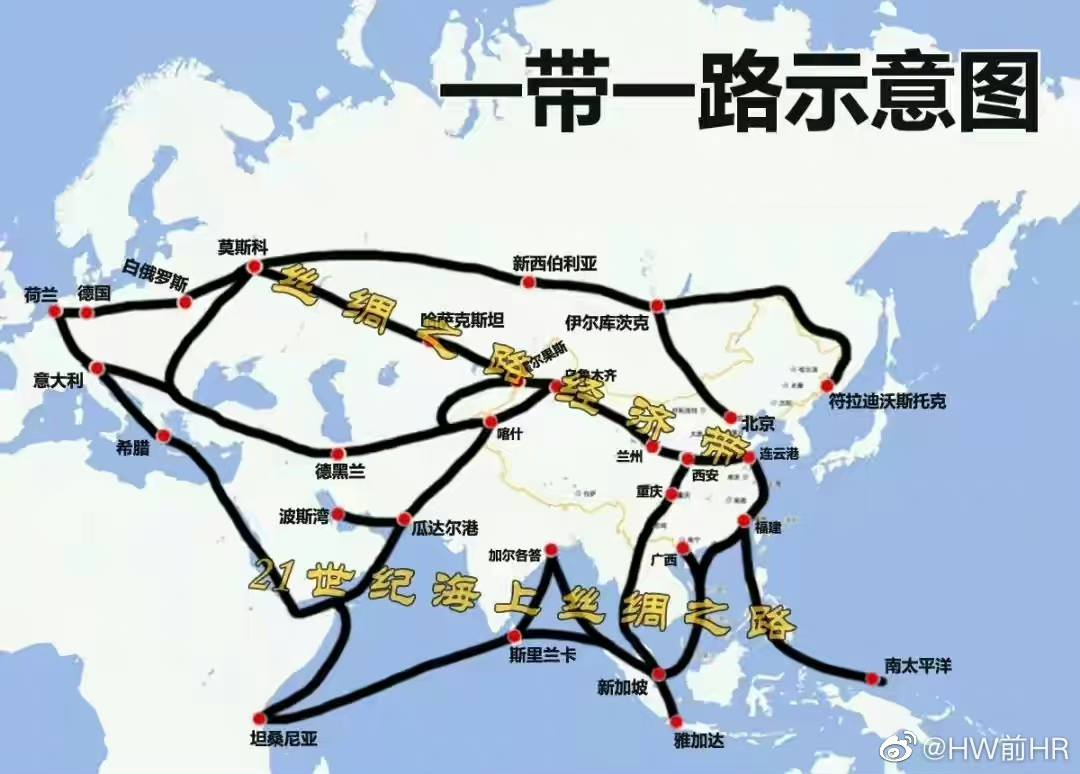 一带一路示意图
莫斯科
新西伯利亚
白俄罗斯
荷兰
德国
哈萨克斯坦
伊尔库茨克
霍尔果斯
乌鲁木齐
意大利
符拉迪沃斯托克
北京
丝绸之路经济带
希腊
喀什
连云港
兰州
西安
德黑兰
重庆
波斯湾
瓜达尔港
福建
加尔各答
广西
21世纪海上丝绸之路
斯里兰卡
南太平洋
新加坡
坦桑尼亚
雅加达
@HW前HR